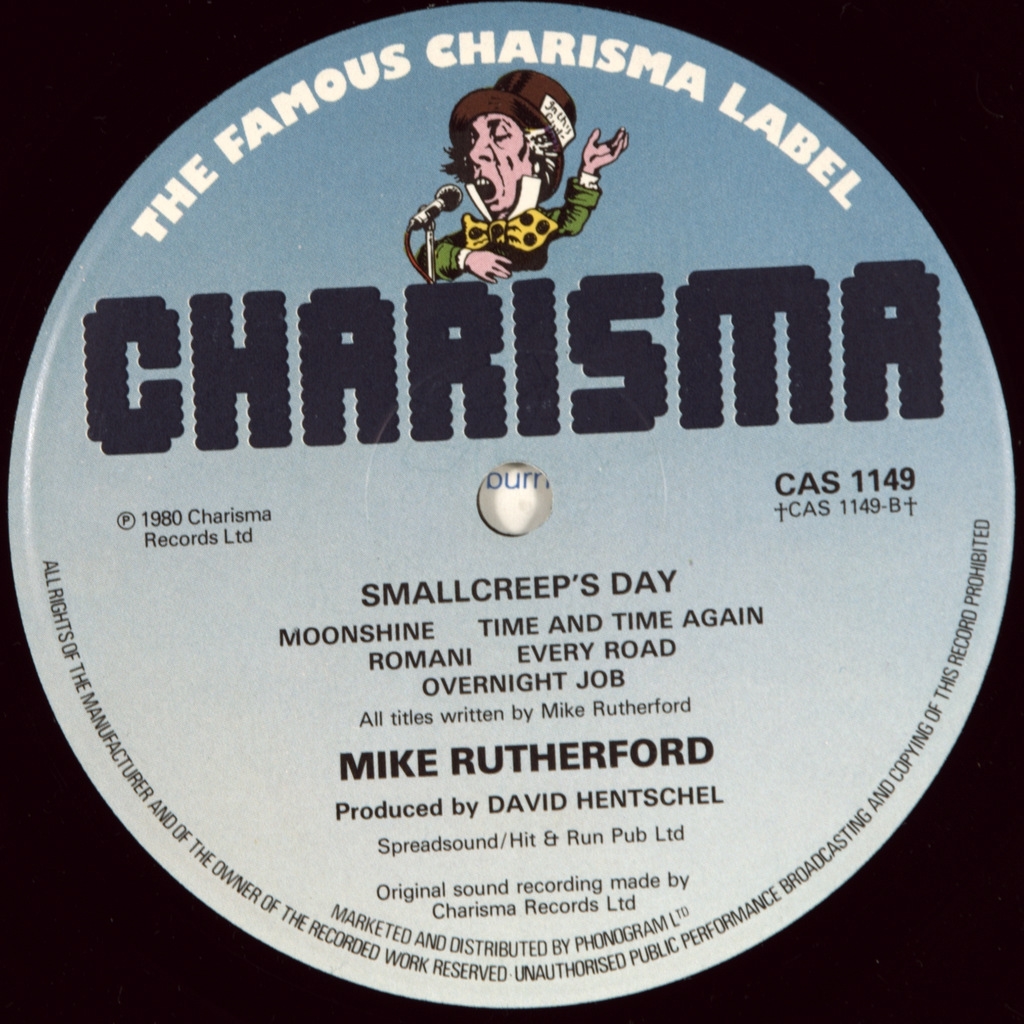 THE FAMOUS CHARISMA LABEL
In this
CHARISMA
burn
CAS 1149
†CAS 1149-B†
℗ 1980 Charisma
Records Ltd
SMALLCREEP'S DAY
MOONSHINE TIME AND TIME AGAIN
ROMANI EVERY ROAD
OVERNIGHT JOB
All titles written by Mike Rutherford
MIKE RUTHERFORD
Produced by DAVID HENTSCHEL
Spreadsound/Hit & Run Pub Ltd
Original sound recording made by
Charisma Records Ltd
MARKETED AND DISTRIBUTED BY PHONOGRAM LTD
ALL RIGHTS OF THE MANUFACTURER AND OF THE OWNER OF THE RECORDED WORK RESERVED · UNAUTHORISED PUBLIC PERFORMANCE BROADCASTING AND COPYING OF THIS RECORD PROHIBITED